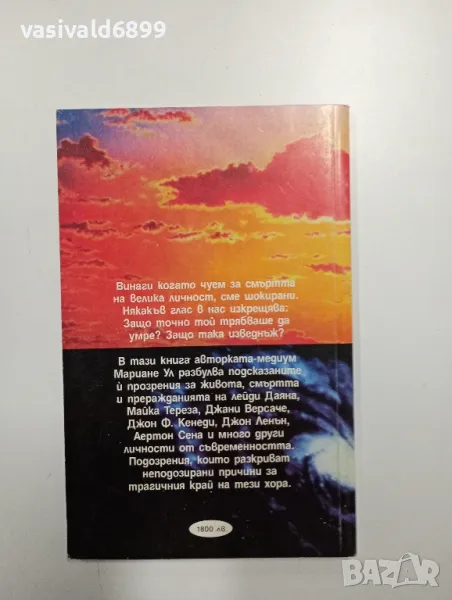 vasivald6899
Винаги когато чуем за смъртта
на велика личност, сме шокирани.
Някакъв глас в нас изкрещява:
Защо точно той трябваше да
умре? Защо така изведнъж?
В тази книга авторката-медиум
Мариане Ул разбулва подсказаните
ѝ прозрения за живота, смъртта
и преражданията на лейди Даяна,
Майка Тереза, Джани Версаче,
Джон Ф. Кенеди, Джон Ленън,
Аертон Сена и много други
личности от съвременността.
Подозрения, които разкриват
неподозирани причини за
трагичния край на тези хора.
1800 лв.
BAZAR